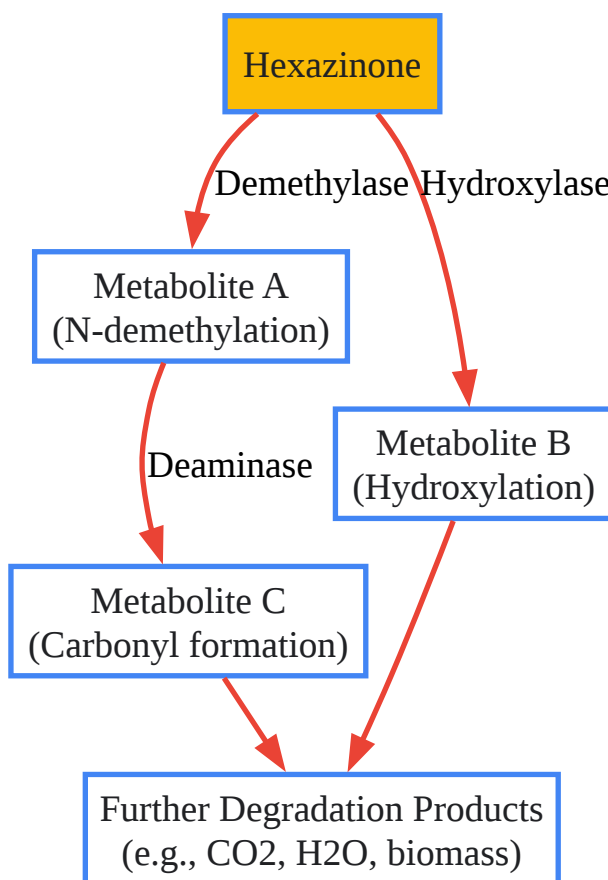 Hexazinone
Demethylase
Hydroxylase
Metabolite A
(N-demethylation)
Metabolite B
(Hydroxylation)
Deaminase
Metabolite C
(Carbonyl formation)
Further Degradation Products
(e.g., CO2, H2O, biomass)